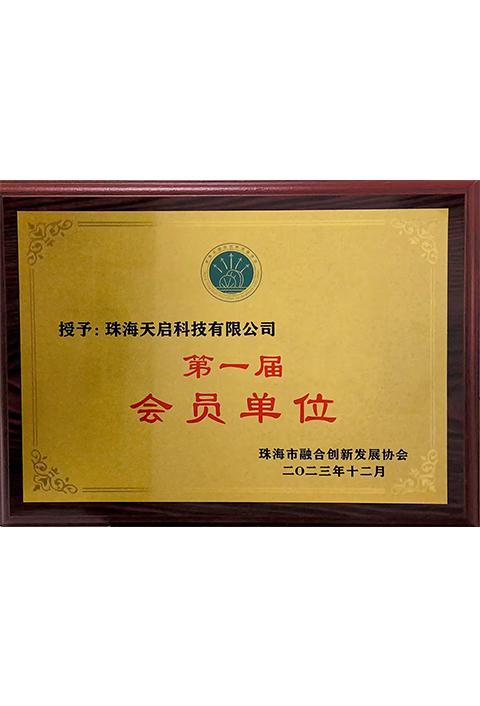 授予：珠海天启科技有限公司
第一届
会员单位
珠海市融合创新发展协会
二〇二三年十二月